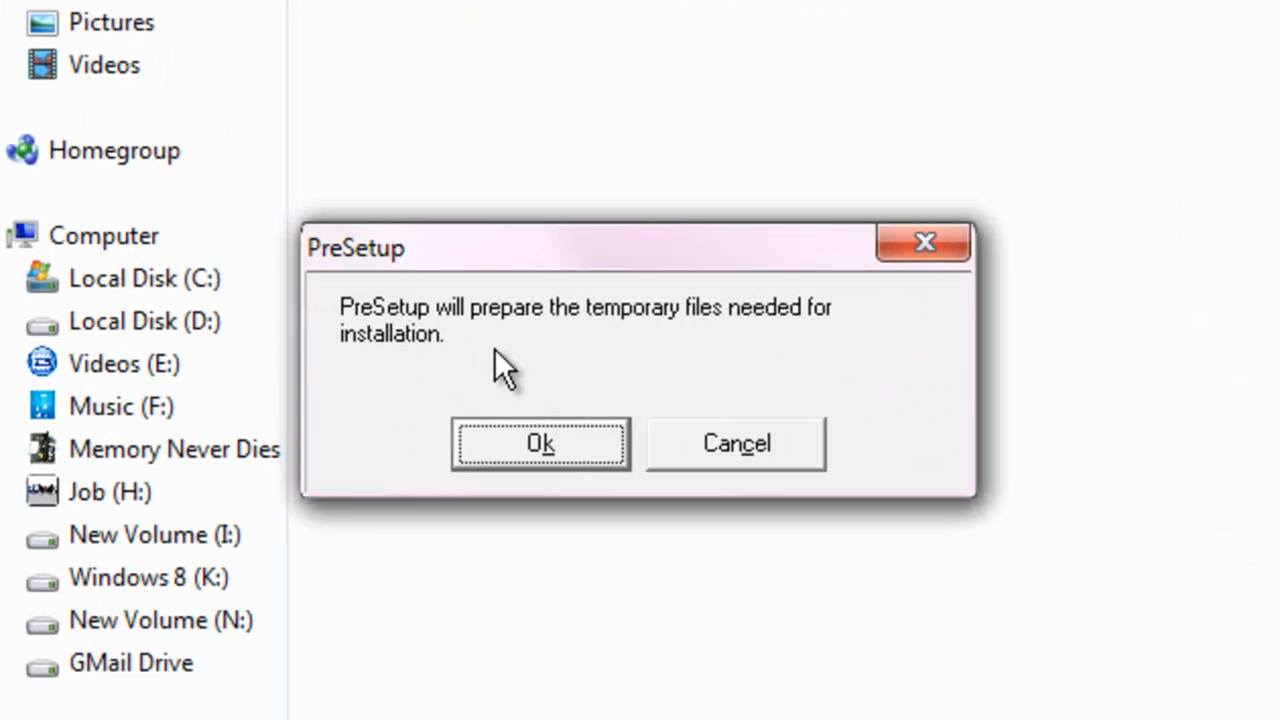 Pictures
Videos
Homegroup
Computer
Local Disk (C:)
Local Disk (D:)
Videos (E:)
Music (F:)
Memory Never Dies
Job (H:)
New Volume (I:)
Windows 8 (K:)
New Volume (N:)
GMail Drive
PreSetup
PreSetup will prepare the temporary files needed for
installation.
Ok
Cancel